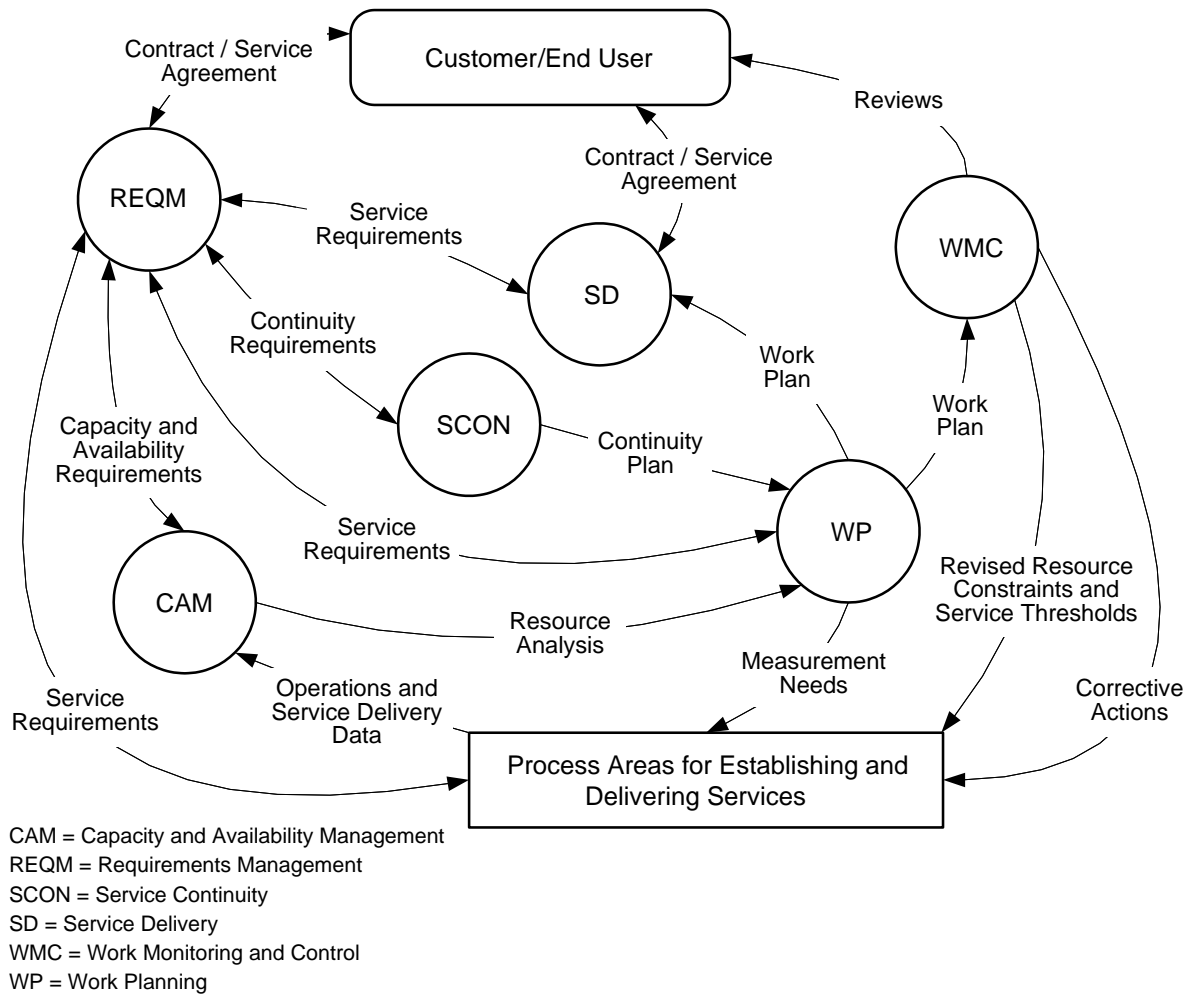 Customer/End User
Contract / Service
Agreement
Reviews
Contract / Service
Agreement
REQM
Service
Requirements
WMC
SD
Continuity
Requirements
Work
Plan
Work
Plan
SCON
Capacity and
Availability
Requirements
Continuity
Plan
Service
Requirements
WP
Revised Resource
Constraints and
Service Thresholds
CAM
Resource
Analysis
Measurement
Needs
Service
Requirements
Operations and
Service Delivery
Data
Corrective
Actions
Process Areas for Establishing and
Delivering Services
CAM = Capacity and Availability Management
REQM = Requirements Management
SCON = Service Continuity
SD = Service Delivery
WMC = Work Monitoring and Control
WP = Work Planning